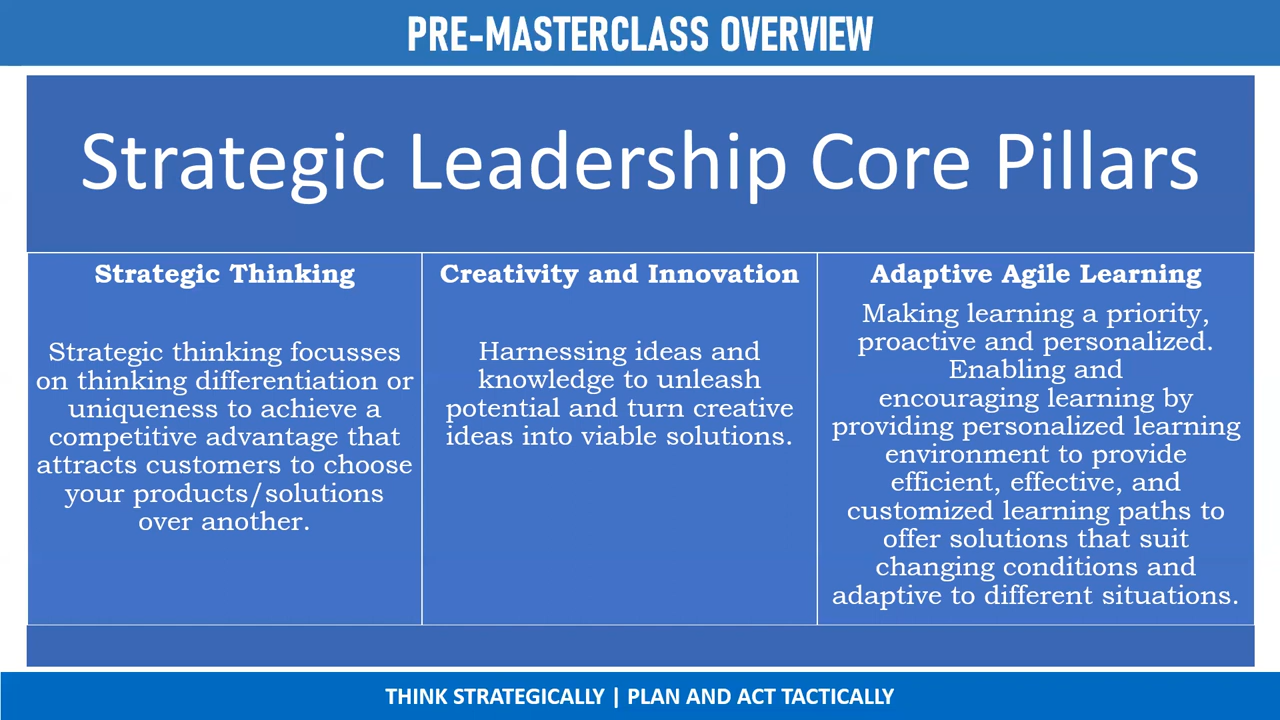 PRE-MASTERCLASS OVERVIEW
Strategic Leadership Core Pillars
Strategic Thinking
Strategic thinking focusses
on thinking differentiation or
uniqueness to achieve a
competitive advantage that
attracts customers to choose
your products/solutions
over another.
Creativity and Innovation
Harnessing ideas and
knowledge to unleash
potential and turn creative
ideas into viable solutions.
Adaptive Agile Learning
Making learning a priority,
proactive and personalized.
Enabling and
encouraging learning by
providing personalized learning
environment to provide
efficient, effective, and
customized learning paths to
offer solutions that suit
changing conditions and
adaptive to different situations.
THINK STRATEGICALLY | PLAN AND ACT TACTICALLY